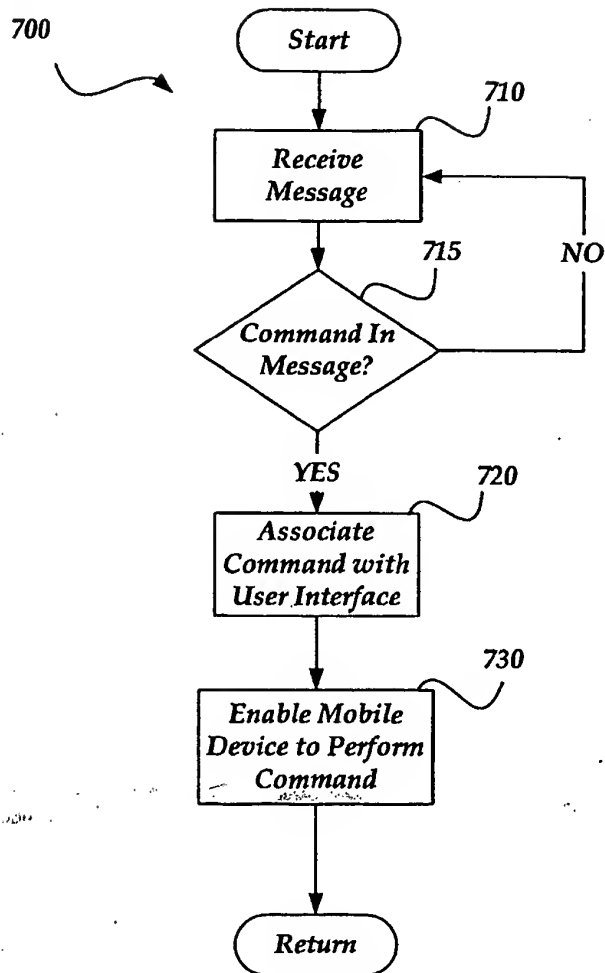 700
Start
710
Receive
Message
715
NO
Command In
Message?
YES
720
Associate
Command with
User Interface
730
Enable Mobile
Device to Perform
Command
Return